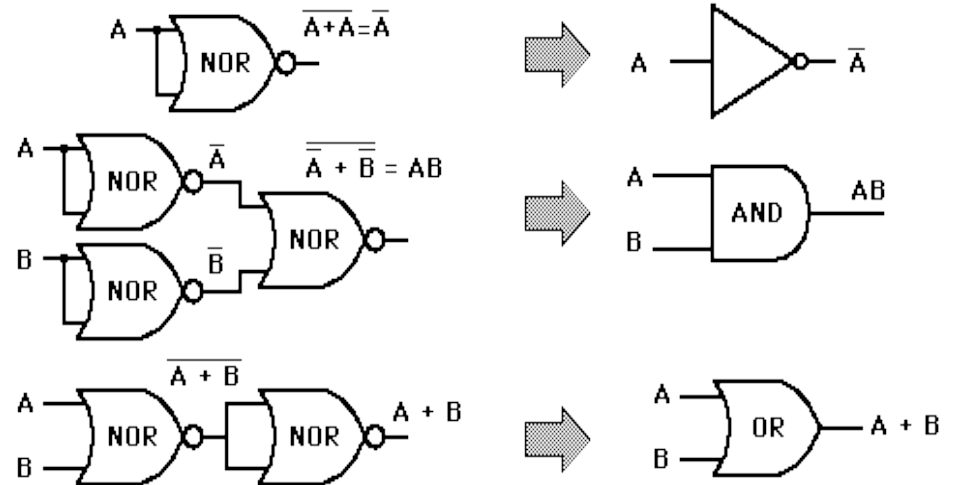 A NOR A̅+̅A̅=A̅
A A̅
A NOR A̅ A̿ ̅+̅ B̿ = AB
NOR
B NOR B̅
A AND AB
B
A̅ ̅+̅ ̅B̅
A NOR NOR A + B
B
A OR A + B
B